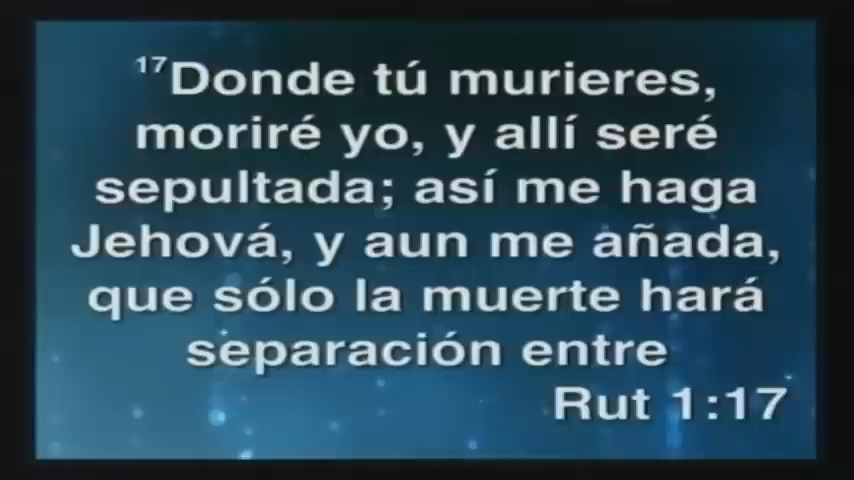 17Donde tú murieres,
moriré yo, y allí seré
sepultada; así me haga
Jehová, y aun me añada,
que sólo la muerte hará
separación entre
Rut 1:17